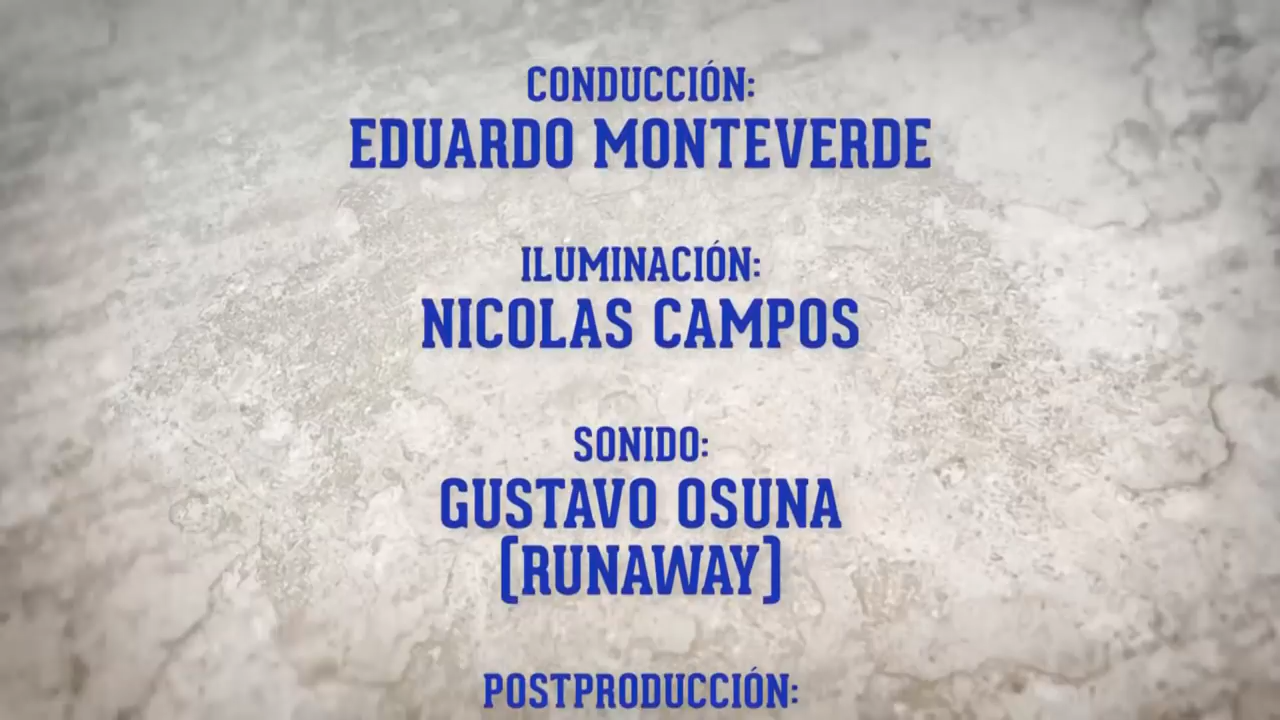 CONDUCCIÓN:
EDUARDO MONTEVERDE
ILUMINACIÓN:
NICOLAS CAMPOS
SONIDO:
GUSTAVO OSUNA
[RUNAWAY]
POSTPRODUCCIÓN: